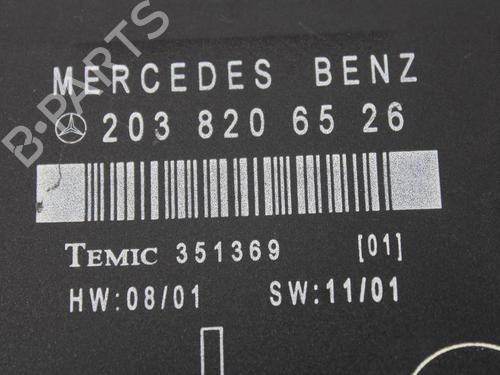 MERCEDES BENZ
203 820 65 26
TEMIC 351369 [01]
HW:08/01 SW:11/01
B-PARTS